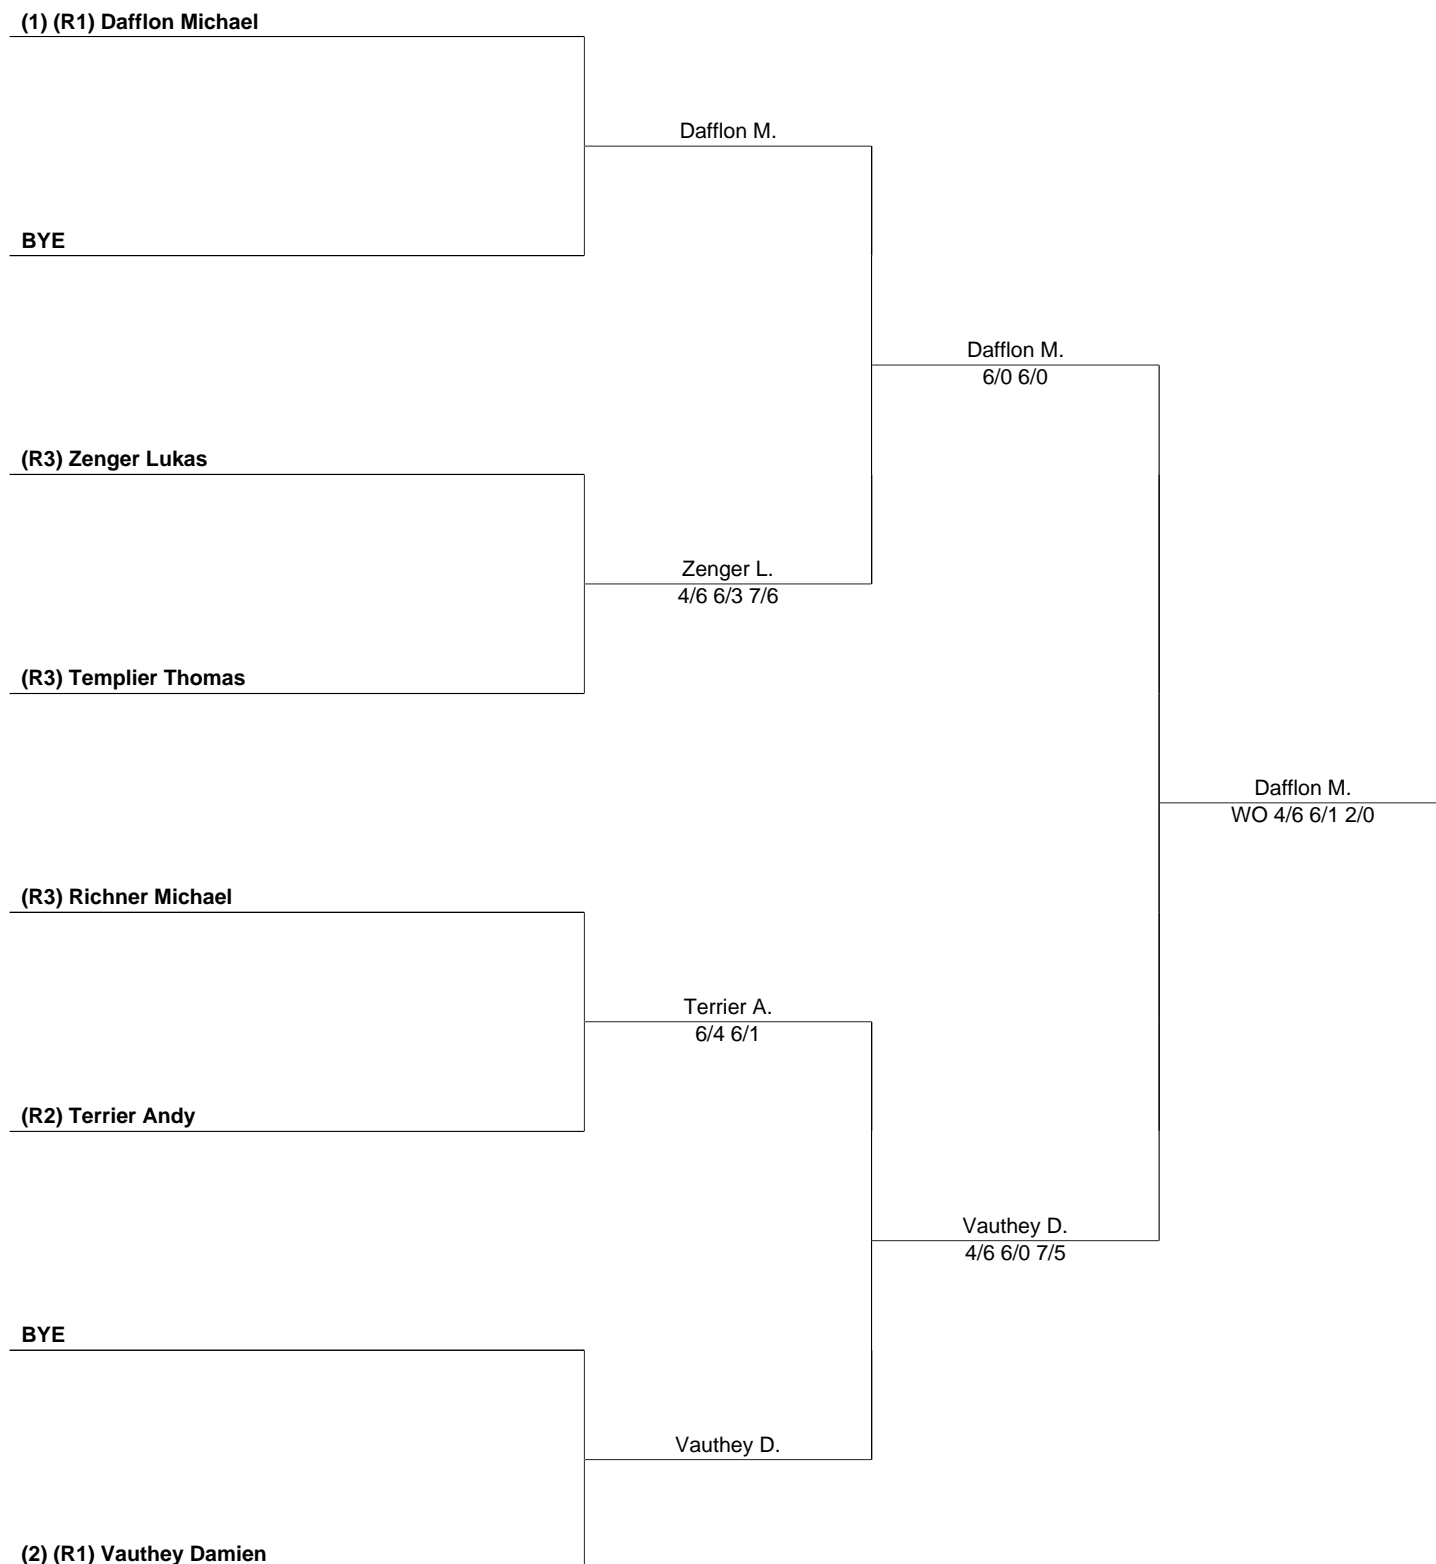 (1) (R1) Dafflon Michael
Dafflon M.
BYE
Dafflon M.
6/0 6/0
(R3) Zenger Lukas
Zenger L.
4/6 6/3 7/6
(R3) Templier Thomas
Dafflon M.
WO 4/6 6/1 2/0
(R3) Richner Michael
Terrier A.
6/4 6/1
(R2) Terrier Andy
Vauthey D.
4/6 6/0 7/5
BYE
Vauthey D.
(2) (R1) Vauthey Damien